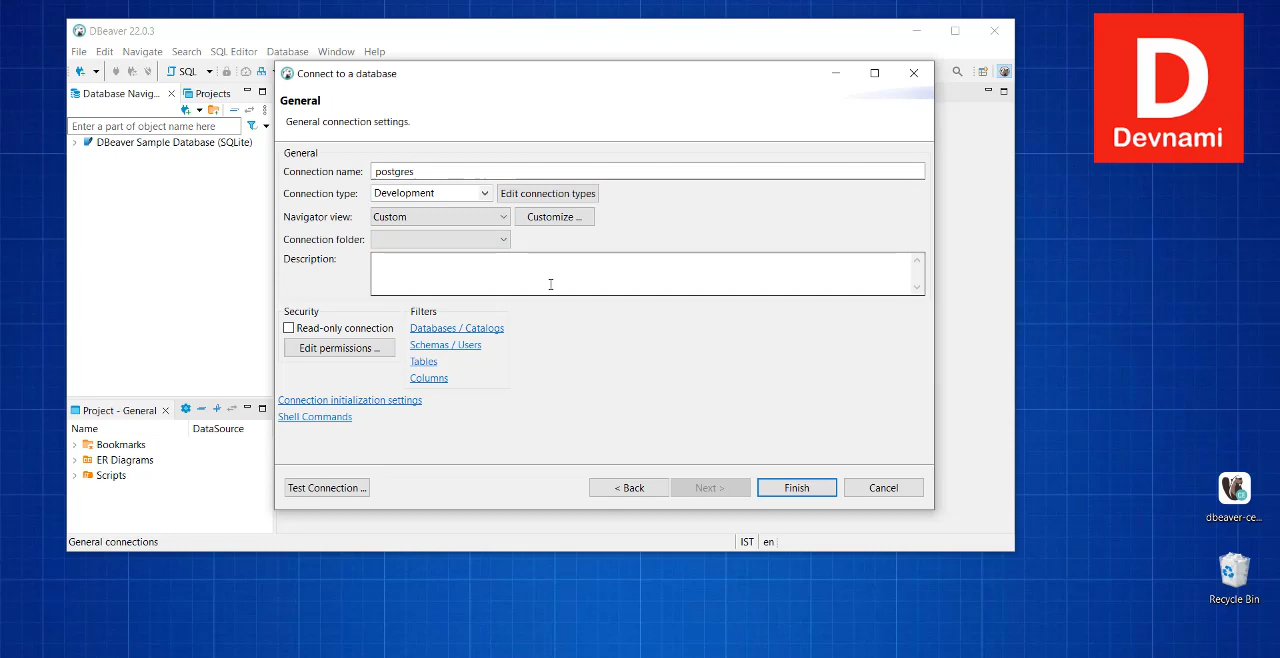 DBeaver 22.0.3
File Edit Navigate Search SQL Editor Database Window Help
SQL
Database Navig... Projects
Enter a part of object name here
DBeaver Sample Database (SQLite)
Connect to a database
General
General connection settings.
General
Connection name: postgres
Connection type: Development Edit connection types
Navigator view: Custom Customize ...
Connection folder:
Description:
Security Filters
Read-only connection Databases / Catalogs
Edit permissions ... Schemas / Users
Tables
Columns
Connection initialization settings
Shell Commands
Test Connection ... < Back Next > Finish Cancel
Project - General
Name DataSource
Bookmarks
ER Diagrams
Scripts
General connections IST en
D
Devnami
dbeaver-ce...
Recycle Bin